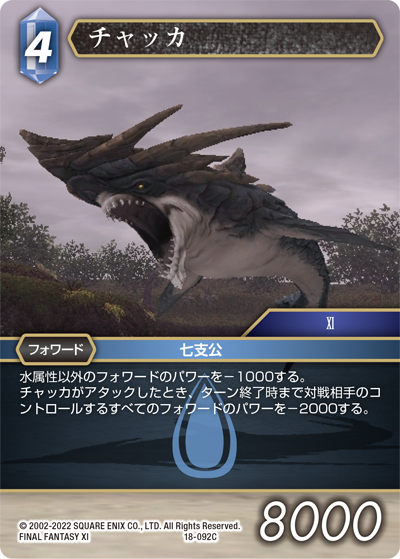 4
チャッカ
XI
フォワード
七支公
水属性以外のフォワードのパワーを－1000する。
チャッカがアタックしたとき、ターン終了時まで対戦相手のコ
ントロールするすべてのフォワードのパワーを－2000する。
© 2002-2022 SQUARE ENIX CO., LTD. All Rights Reserved.
FINAL FANTASY XI
18-092C
8000